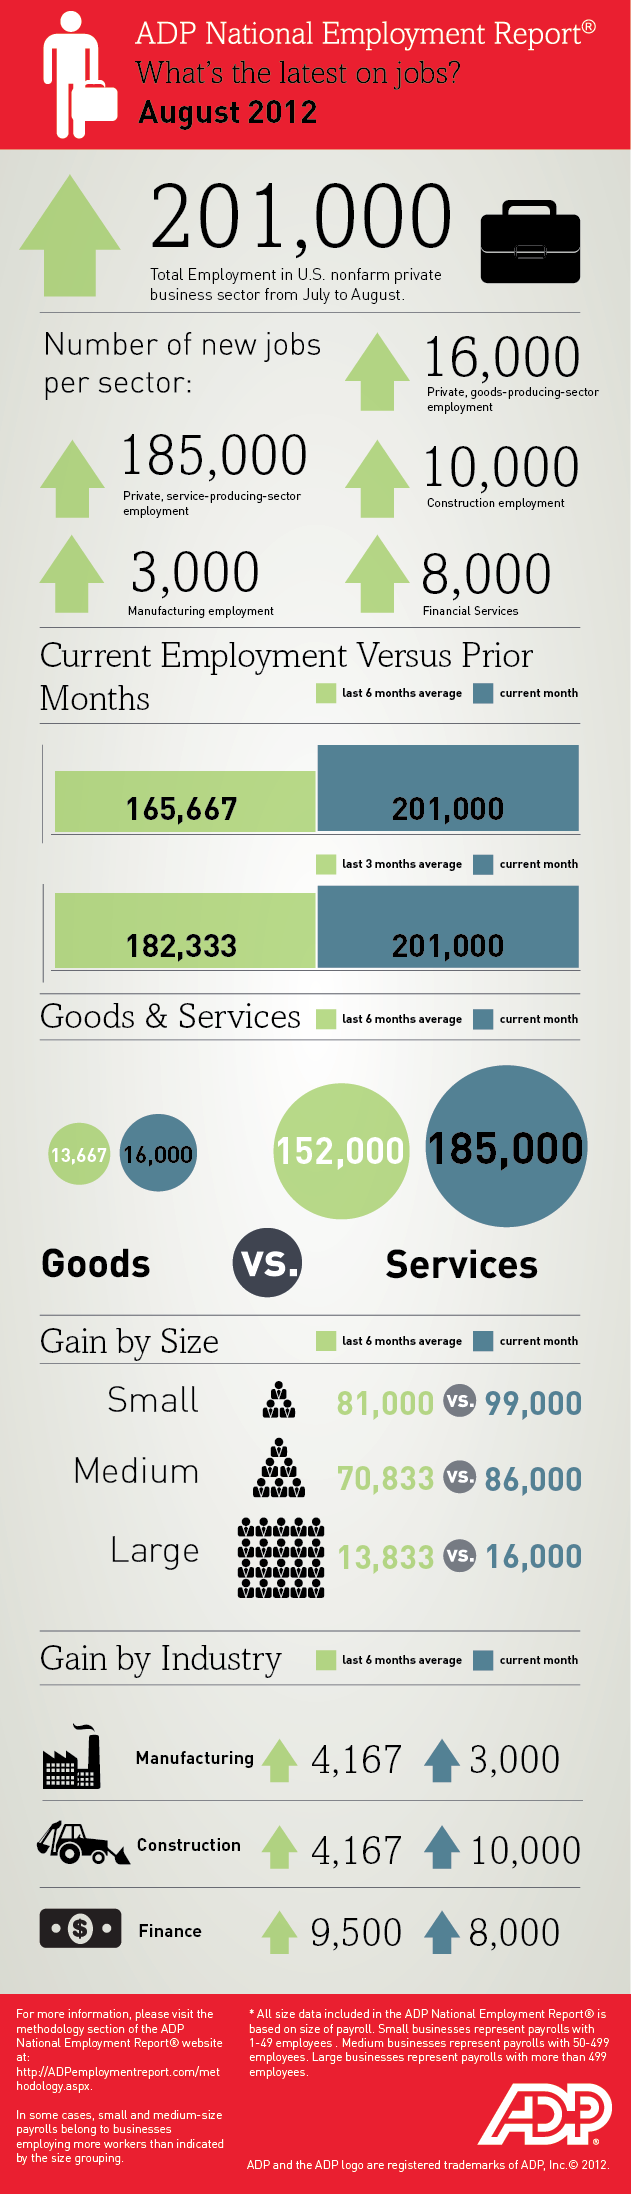 ADP National Employment Report®
What's the latest on jobs?
August 2012
201,000
Total Employment in U.S. nonfarm private
business sector from July to August.
Number of new jobs
per sector:
16,000
Private, goods-producing-sector
employment
185,000
Private, service-producing-sector
employment
10,000
Construction employment
3,000
Manufacturing employment
8,000
Financial Services
Current Employment Versus Prior
Months
last 6 months average
current month
165,667
201,000
last 3 months average
current month
182,333
201,000
Goods & Services
last 6 months average
current month
13,667
16,000
152,000
185,000
Goods
VS.
Services
Gain by Size
last 6 months average
current month
Small
81,000 VS. 99,000
Medium
70,833 VS. 86,000
Large
13,833 VS. 16,000
Gain by Industry
last 6 months average
current month
Manufacturing
4,167
3,000
Construction
4,167
10,000
$
Finance
9,500
8,000
For more information, please visit the
methodology section of the ADP
National Employment Report® website
at:
http://ADPemploymentreport.com/met
hodology.aspx.
In some cases, small and medium-size
payrolls belong to businesses
employing more workers than indicated
by the size grouping.
* All size data included in the ADP National Employment Report® is
based on size of payroll. Small businesses represent payrolls with
1-49 employees . Medium businesses represent payrolls with 50-499
employees. Large businesses represent payrolls with more than 499
employees.
ADP®
ADP and the ADP logo are registered trademarks of ADP, Inc.© 2012.